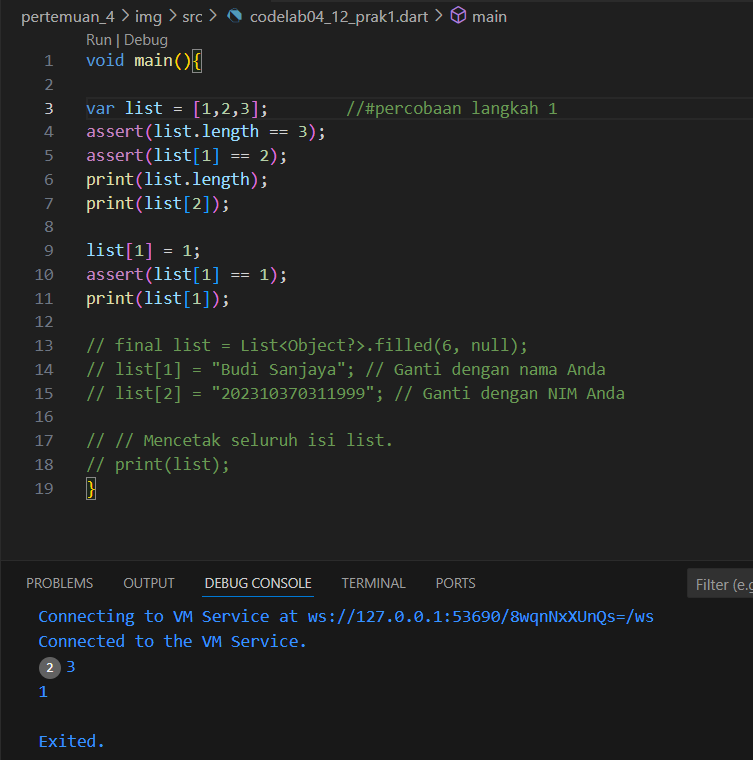 pertemuan_4 > img > src > codelab04_12_prak1.dart > main
Run | Debug
1 void main(){
2
3 var list = [1,2,3]; //#percobaan langkah 1
4 assert(list.length == 3);
5 assert(list[1] == 2);
6 print(list.length);
7 print(list[2]);
8
9 list[1] = 1;
10 assert(list[1] == 1);
11 print(list[1]);
12
13 // final list = List<Object?>.filled(6, null);
14 // list[1] = "Budi Sanjaya"; // Ganti dengan nama Anda
15 // list[2] = "202310370311999"; // Ganti dengan NIM Anda
16
17 // // Mencetak seluruh isi list.
18 // print(list);
19 }
PROBLEMS OUTPUT DEBUG CONSOLE TERMINAL PORTS Filter (e.g
Connecting to VM Service at ws://127.0.0.1:53690/8wqnNxXUnQs=/ws
Connected to the VM Service.
2 3
1
Exited.